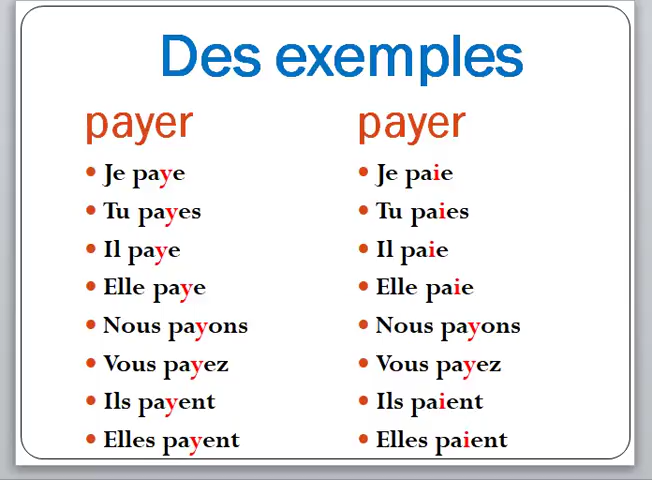 Des exemples
payer
Je paye
Tu payes
Il paye
Elle paye
Nous payons
Vous payez
Ils payent
Elles payent
payer
Je paie
Tu paies
Il paie
Elle paie
Nous payons
Vous payez
Ils paient
Elles paient